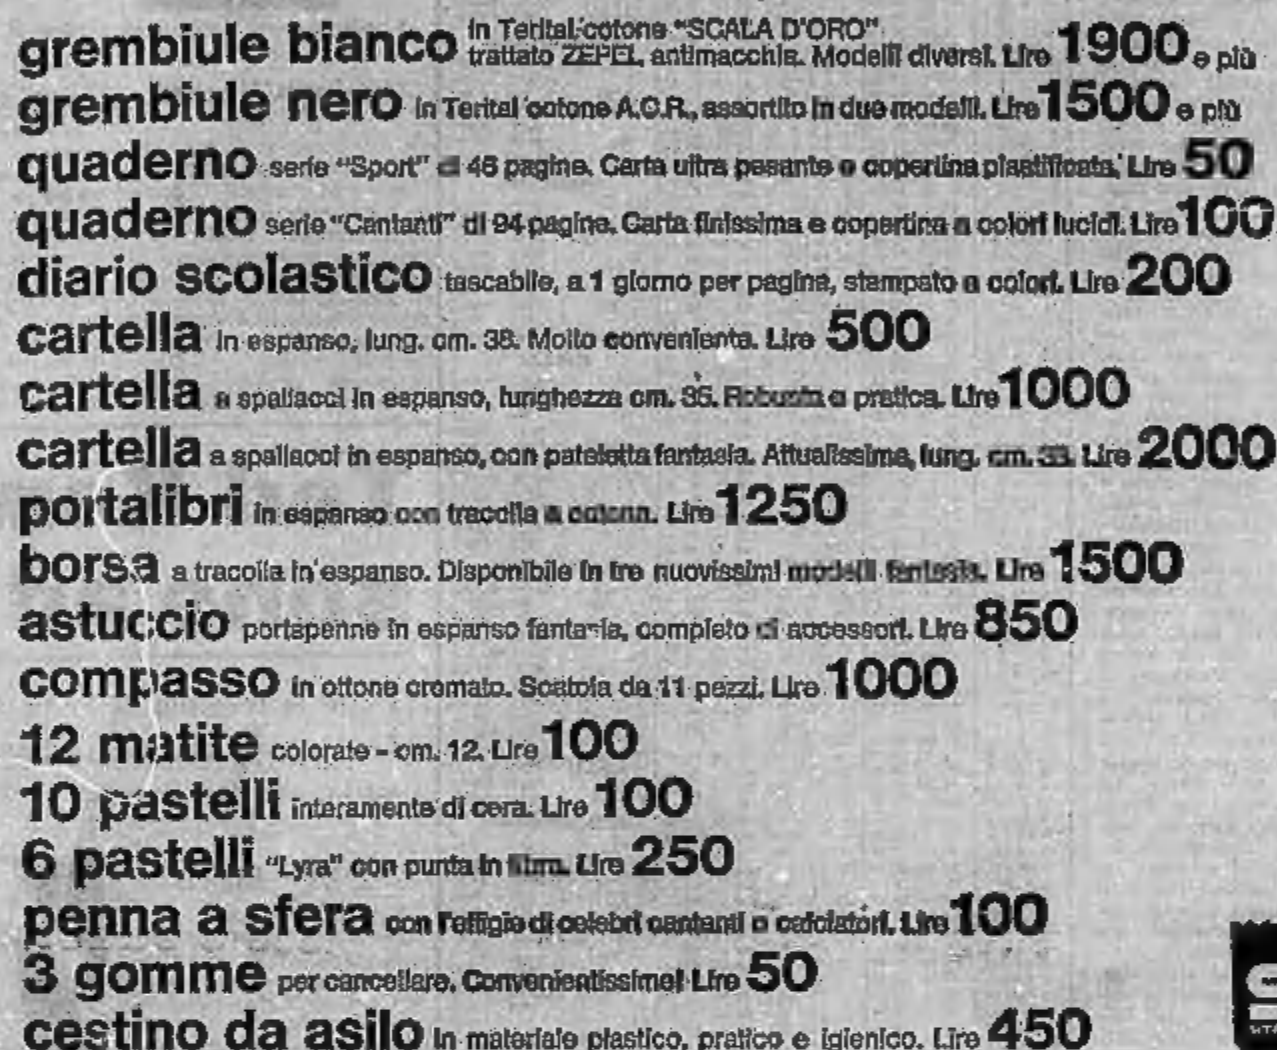 grembiule bianco in Terital/cotone "SCALA D'ORO" trattato ZEPEL, antimacchia. Modelli diversi. Lire 1900 e più
grembiule nero in Terital cotone A.C.R., assortito in due modelli. Lire 1500 e più
quaderno serie "Sport" di 46 pagine. Carta ultra pesante e copertina plastificata. Lire 50
quaderno serie "Cantanti" di 94 pagine. Carta finissima e copertina a colori lucidi. Lire 100
diario scolastico tascabile, a 1 giorno per pagina, stampato a colori. Lire 200
cartella in espanso, lung. cm. 38. Molto conveniente. Lire 500
cartella a spallacci in espanso, lunghezza cm. 35. Robusta e pratica. Lire 1000
cartella a spallacci in espanso, con pateletta fantasia. Attualissima, lung. cm. 33. Lire 2000
portalibri in espanso con tracolla a catena. Lire 1250
borsa a tracolla in espanso. Disponibile in tre nuovissimi modelli fantasia. Lire 1500
astuccio portapenne in espanso fantasia, completo di accessori. Lire 850
compasso in ottone cromato. Scatola da 11 pezzi. Lire 1000
12 matite colorate - cm. 12. Lire 100
10 pastelli interamente di cera. Lire 100
6 pastelli "Lyra" con punta in fibra. Lire 250
penna a sfera con l'effigie di celebri cantanti o calciatori. Lire 100
3 gomme per cancellare. Convenientissime! Lire 50
cestino da asilo in materiale plastico, pratico e igienico. Lire 450